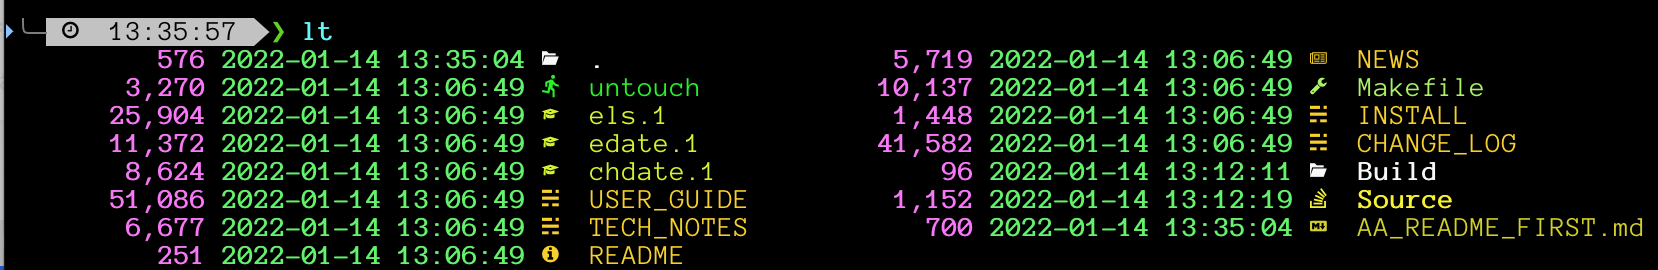 13:35:57 ❯ lt
576 2022-01-14 13:35:04 . 5,719 2022-01-14 13:06:49 NEWS
3,270 2022-01-14 13:06:49 untouch 10,137 2022-01-14 13:06:49 Makefile
25,904 2022-01-14 13:06:49 els.1 1,448 2022-01-14 13:06:49 INSTALL
11,372 2022-01-14 13:06:49 edate.1 41,582 2022-01-14 13:06:49 CHANGE_LOG
8,624 2022-01-14 13:06:49 chdate.1 96 2022-01-14 13:12:11 Build
51,086 2022-01-14 13:06:49 USER_GUIDE 1,152 2022-01-14 13:12:19 Source
6,677 2022-01-14 13:06:49 TECH_NOTES 700 2022-01-14 13:35:04 AA_README_FIRST.md
251 2022-01-14 13:06:49 README